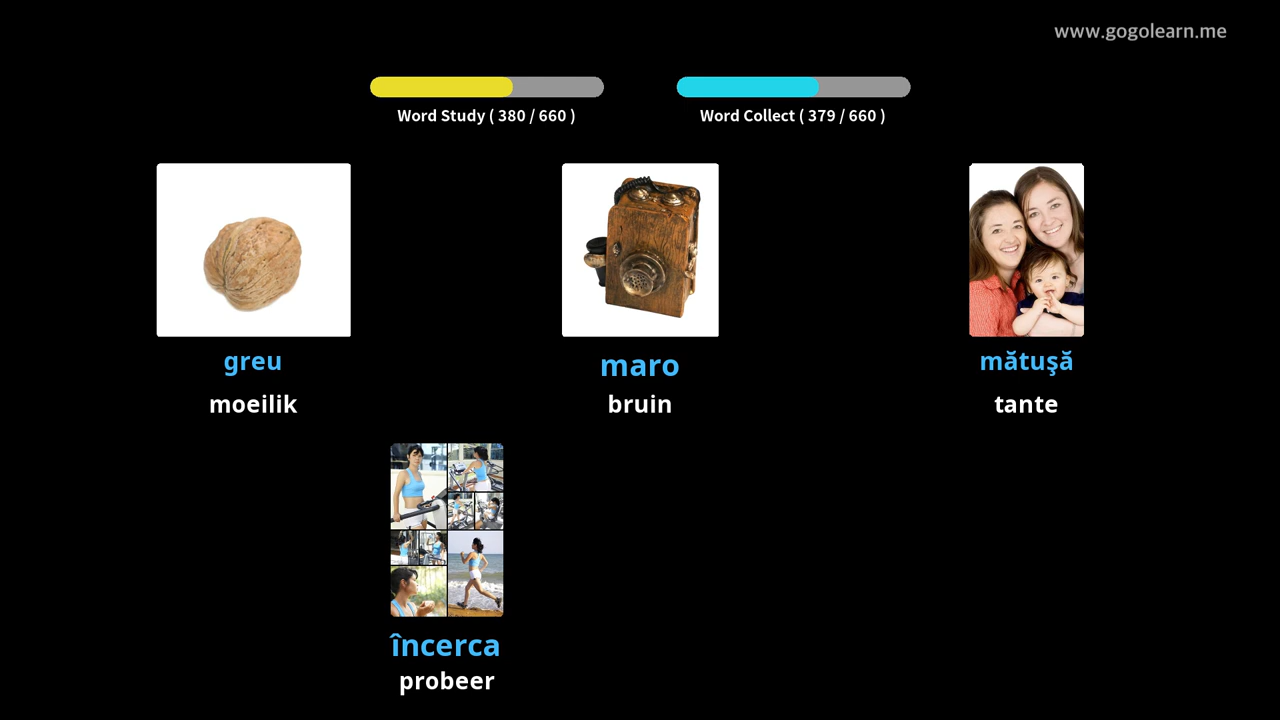 www.gogolearn.me
Word Study ( 380 / 660 )
Word Collect ( 379 / 660 )
greu
maro
mătuşă
moeilik
bruin
tante
încerca
probeer